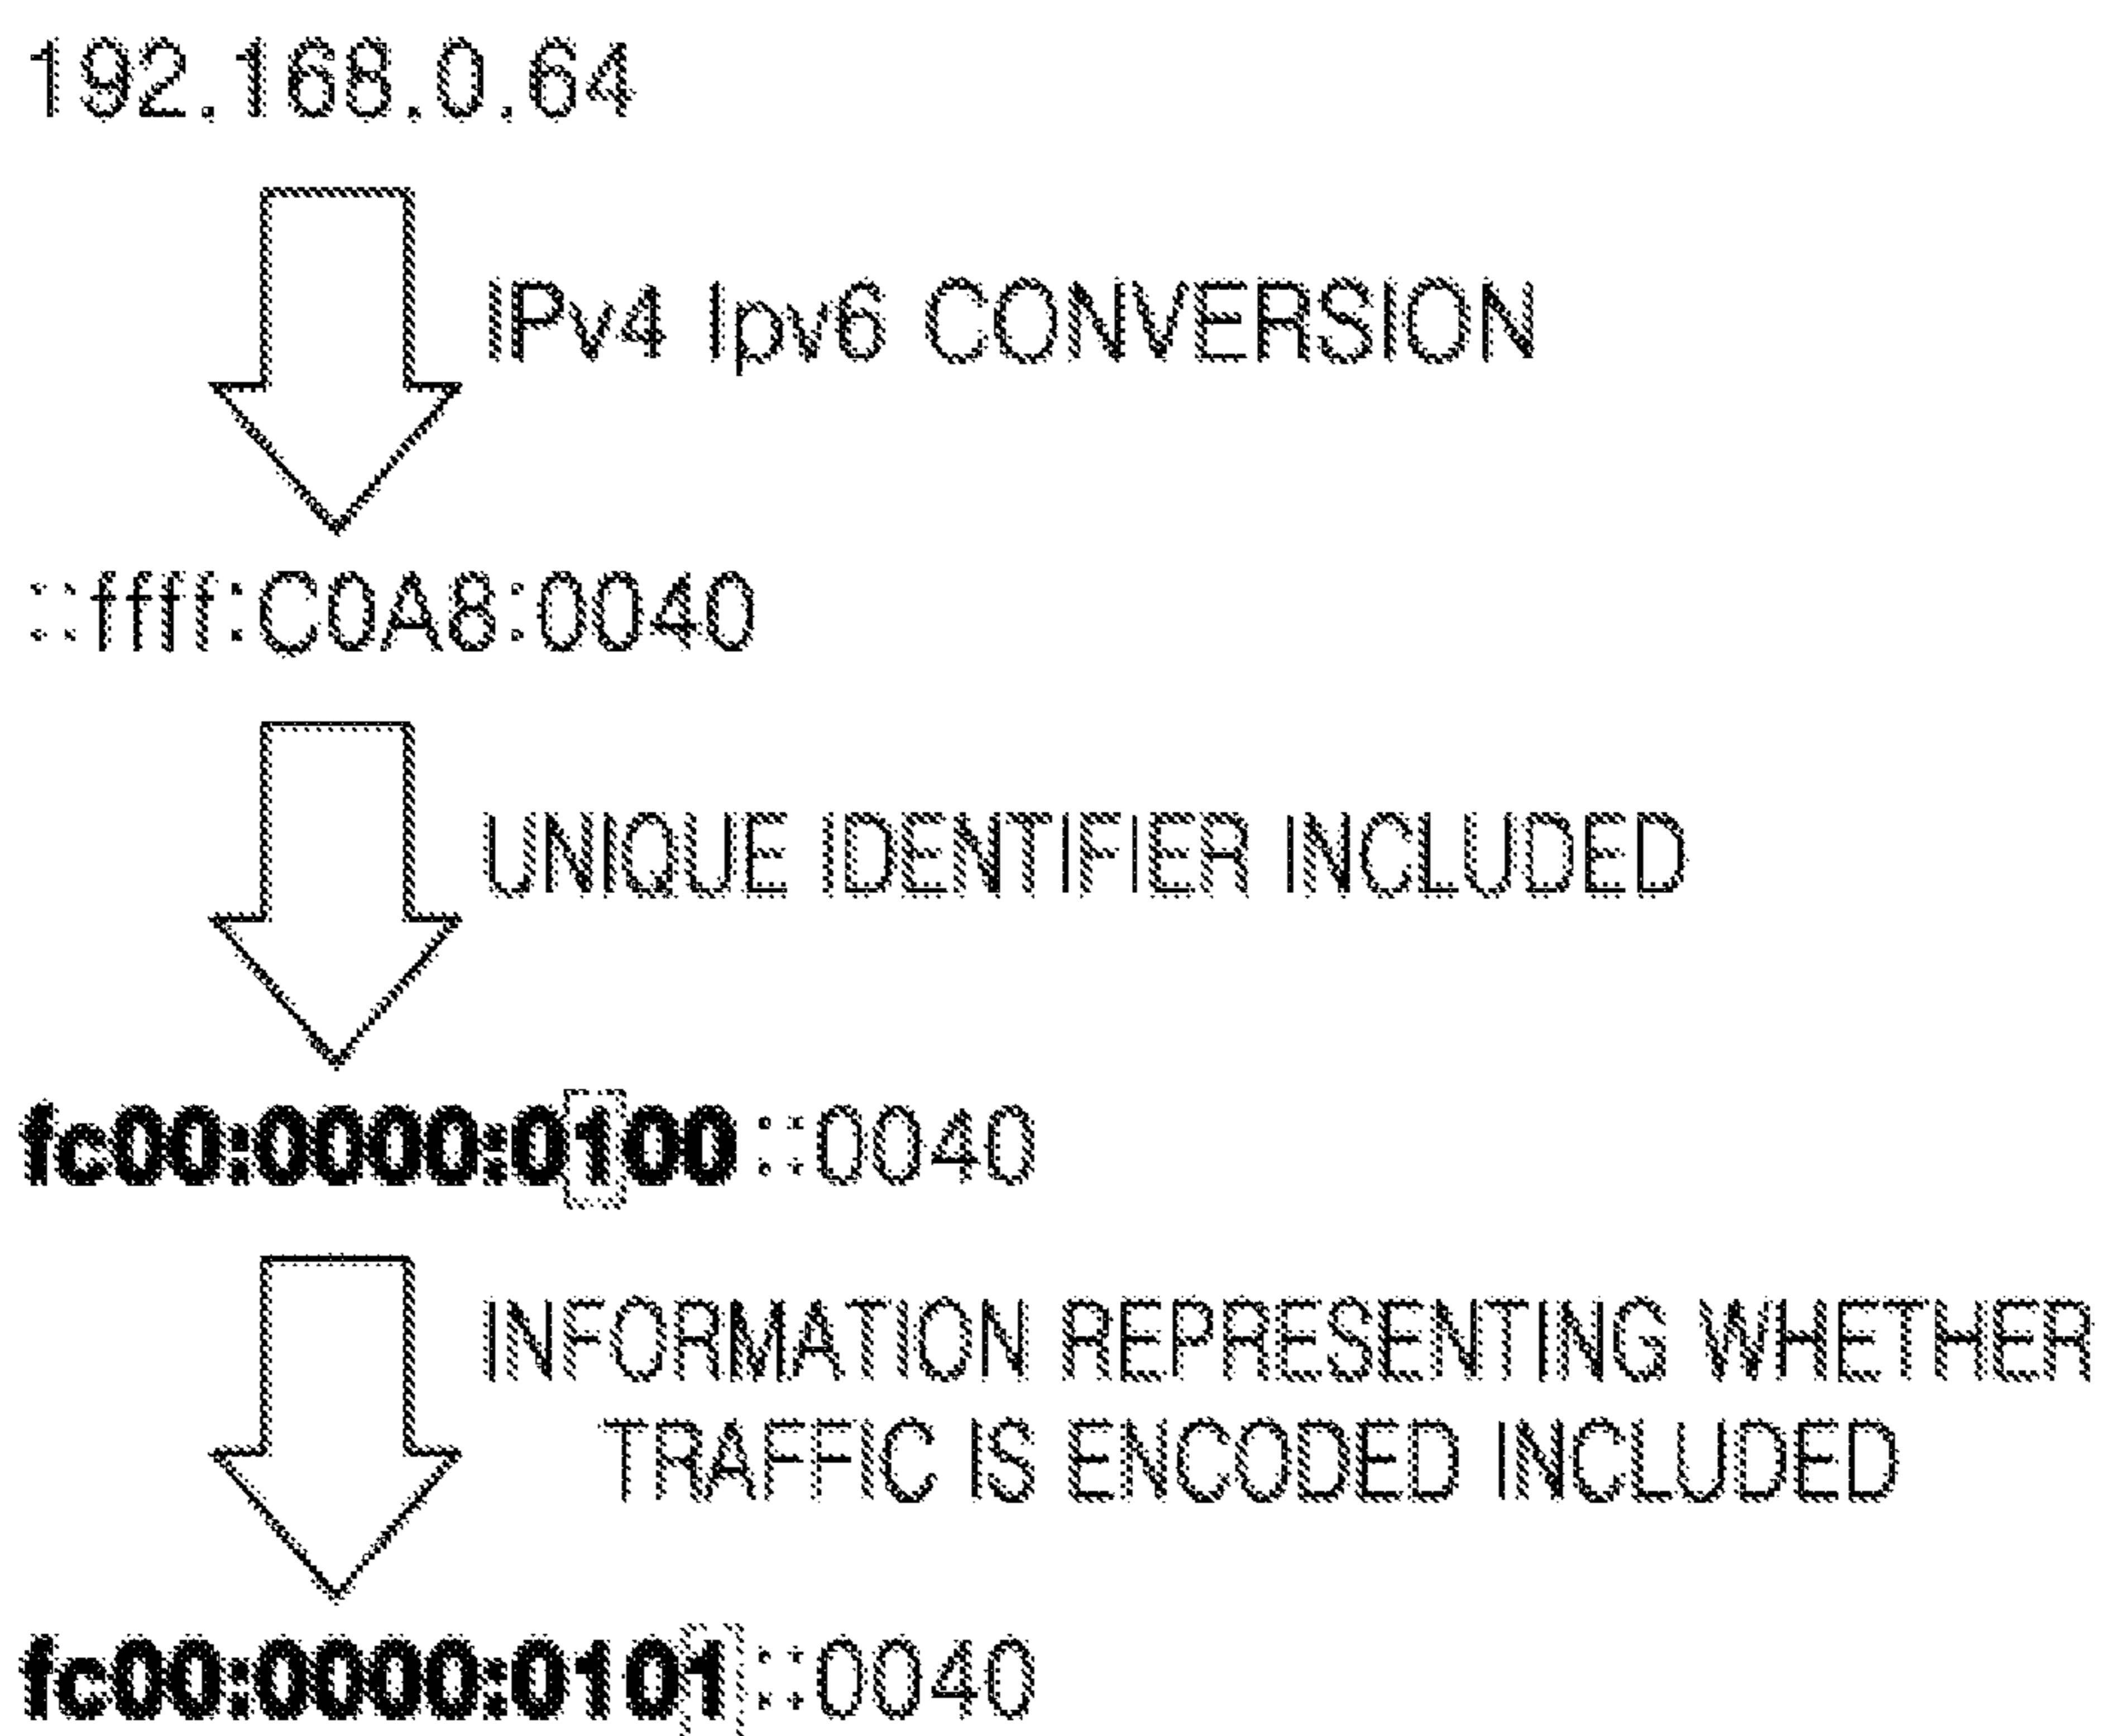 192.168.0.64
IPv4 Ipv6 CONVERSION
::ffff:C0A8:0040
UNIQUE IDENTIFIER INCLUDED
fc00:0000:0100::0040
INFORMATION REPRESENTING WHETHER
TRAFFIC IS ENCODED INCLUDED
fc00:0000:0101::0040